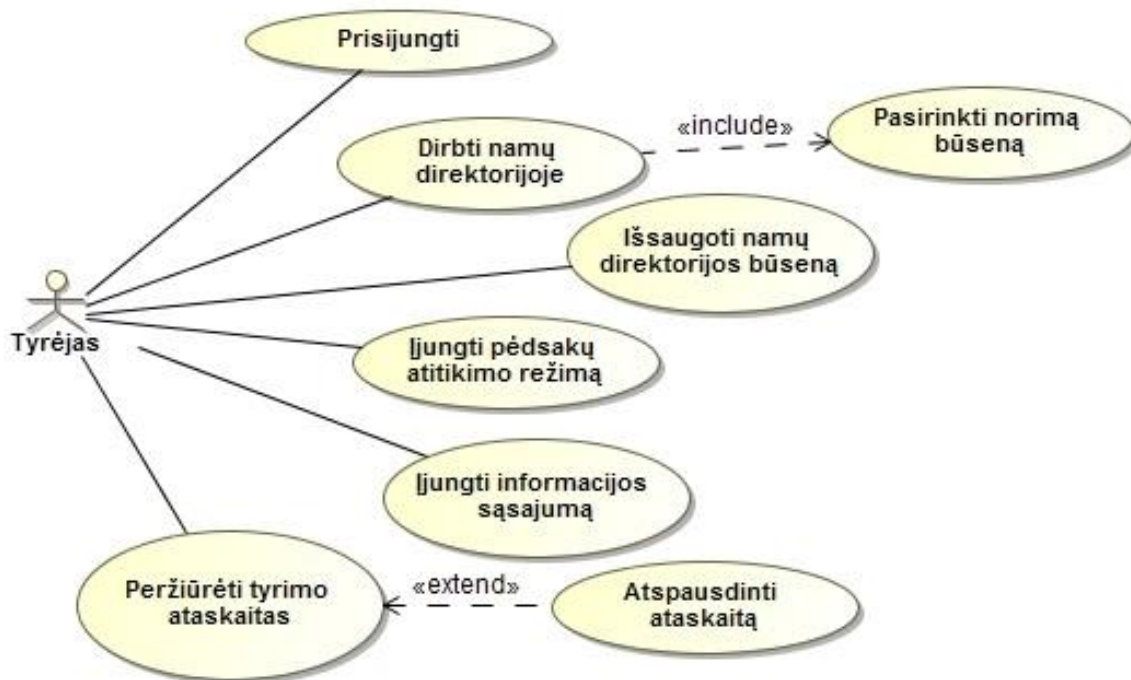 Prisijungti
Dirbti namų
direktorijoje
«include»
Pasirinkti norimą
būseną
Išsaugoti namų
direktorijos būseną
Tyrėjas
Įjungti pėdsakų
atitikimo režimą
Įjungti informacijos
sąsajumą
Peržiūrėti tyrimo
ataskaitas
«extend»
Atspausdinti
ataskaitą